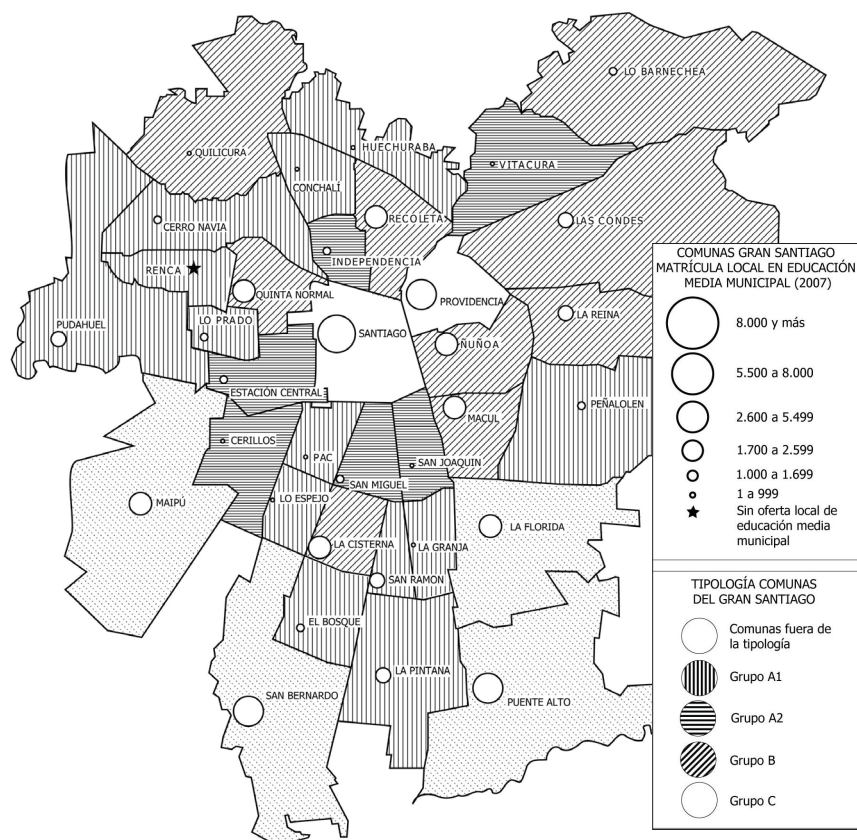 LO BARNECHEA
QUILICURA
HUECHURABA
VITACURA
CONCHALÍ
RECOLETA
CERRO NAVIA
LAS CONDES
INDEPENDENCIA
RENCA
QUINTA NORMAL
PROVIDENCIA
LA REINA
LO PRADO
PUDAHUEL
SANTIAGO
ÑUÑOA
ESTACIÓN CENTRAL
PEÑALOLEN
MACUL
CERILLOS
PAC
SAN JOAQUIN
SAN MIGUEL
LO ESPEJO
MAIPÚ
LA FLORIDA
LA CISTERNA
LA GRANJA
SAN RAMON
EL BOSQUE
LA PINTANA
SAN BERNARDO
PUENTE ALTO
COMUNAS GRAN SANTIAGO
MATRÍCULA LOCAL EN EDUCACIÓN
MEDIA MUNICIPAL (2007)
8.000 y más
5.500 a 8.000
2.600 a 5.499
1.700 a 2.599
1.000 a 1.699
1 a 999
Sin oferta local de
educación media
municipal
TIPOLOGÍA COMUNAS
DEL GRAN SANTIAGO
Comunas fuera de
la tipología
Grupo A1
Grupo A2
Grupo B
Grupo C